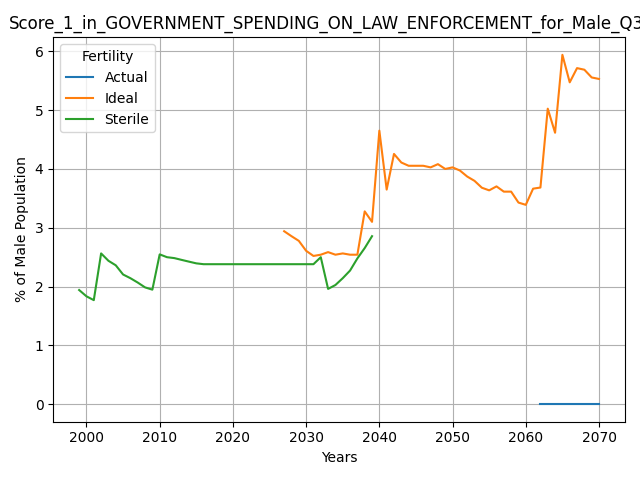 Score_1_in_GOVERNMENT_SPENDING_ON_LAW_ENFORCEMENT_for_Male_Q3
Fertility
Actual
Ideal
Sterile
% of Male Population
6
5
4
3
2
1
0
2000 2010 2020 2030 2040 2050 2060 2070
Years